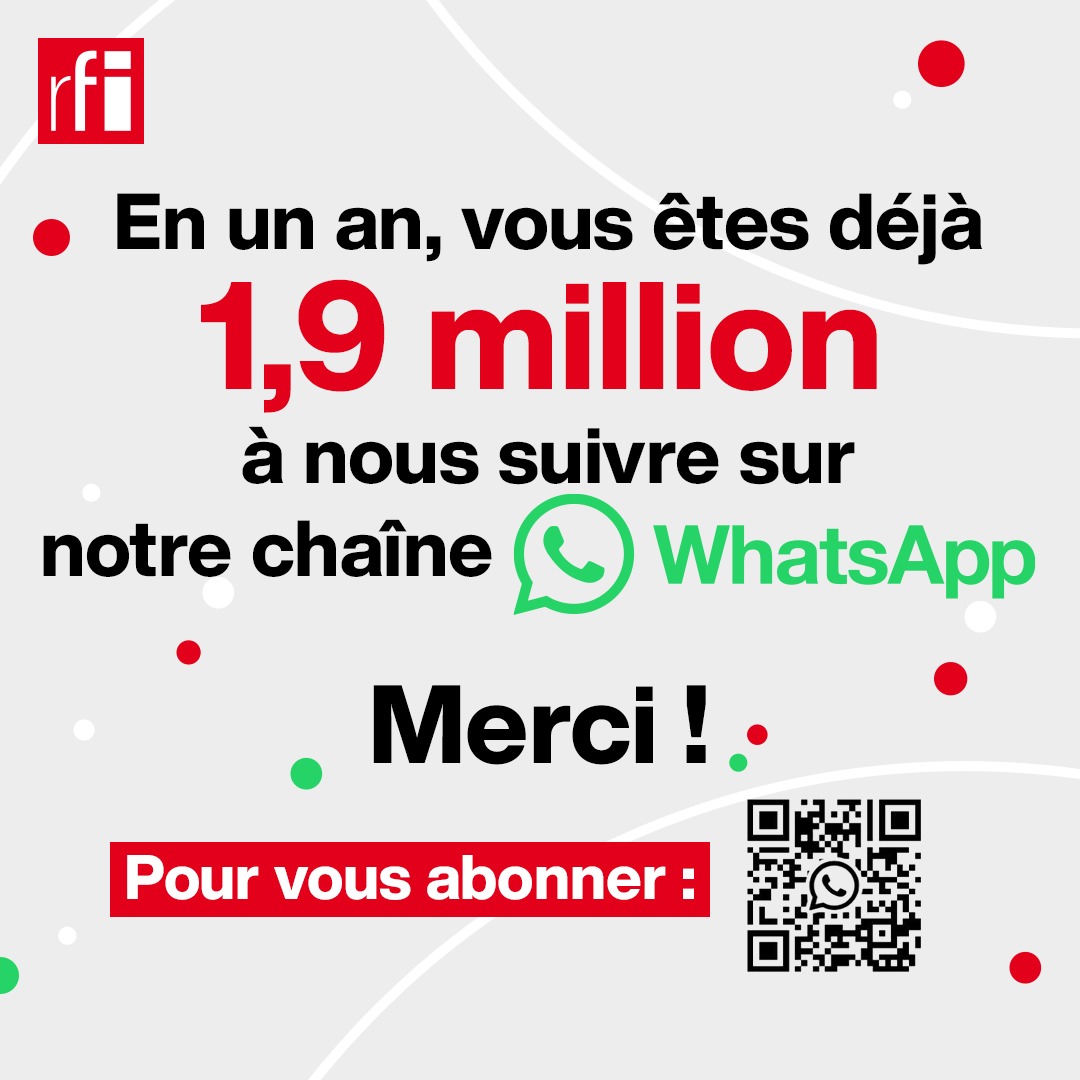 rfi
En un an, vous êtes déjà
1,9 million
à nous suivre sur
notre chaîne WhatsApp
Merci !
Pour vous abonner :